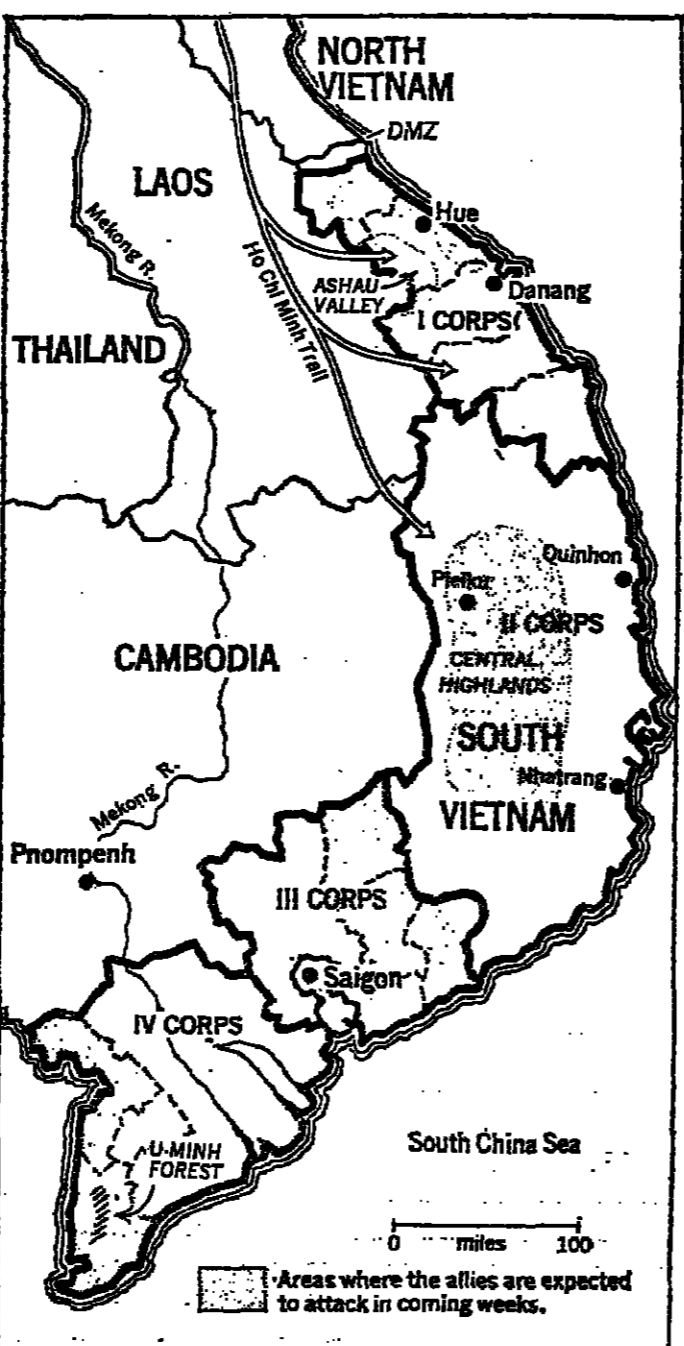 NORTH
VIETNAM
DMZ
LAOS
Hue
Mekong R.
Ho Chi Minh Trail
ASHAU
VALLEY
Danang
I CORPS
THAILAND
Quinhon
Pleiku
II CORPS
CAMBODIA
CENTRAL
HIGHLANDS
SOUTH
Nhatrang
VIETNAM
Mekong R.
Pnompenh
III CORPS
Saigon
IV CORPS
U-MINH
FOREST
South China Sea
0 miles 100
Areas where the allies are expected
to attack in coming weeks.